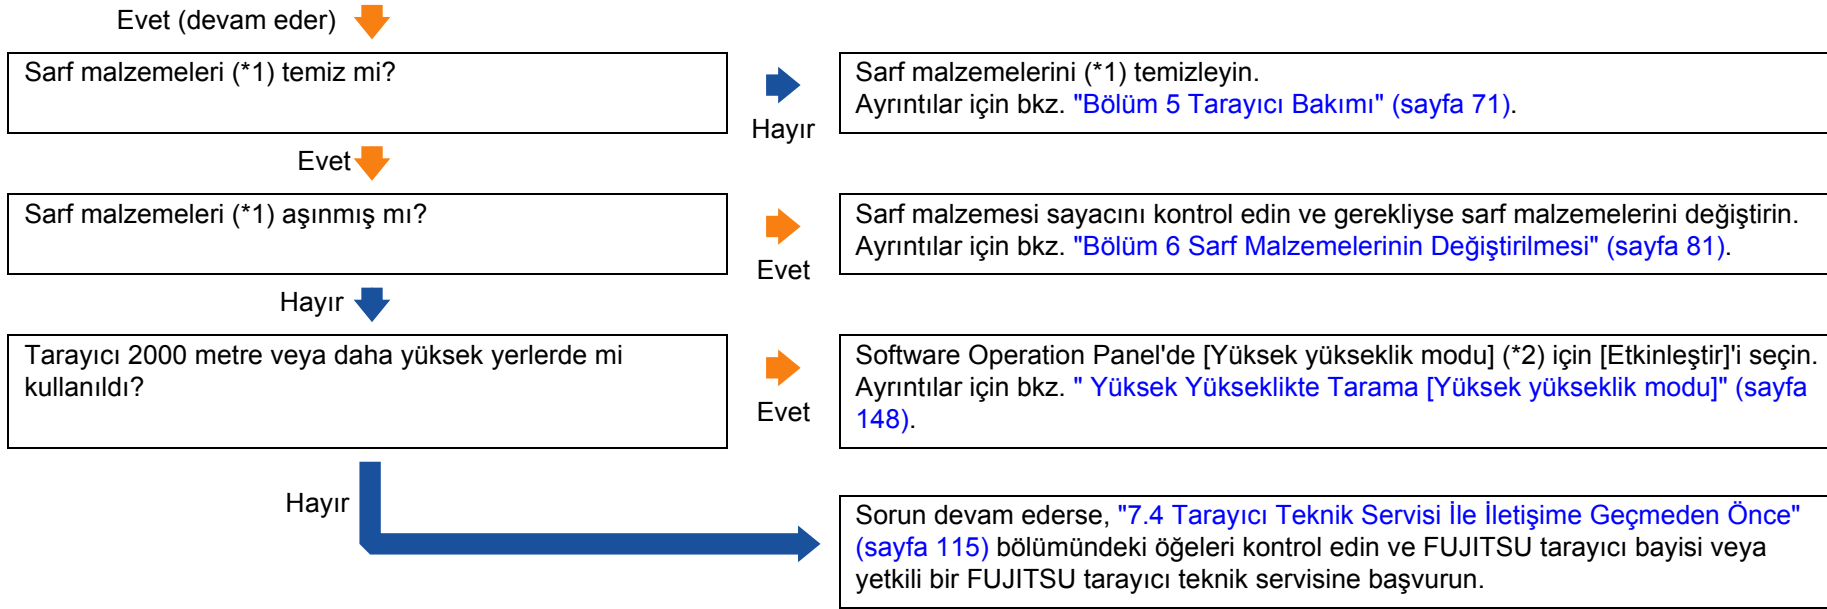 Evet (devam eder)
Sarf malzemeleri (*1) temiz mi?
Hayır
Sarf malzemelerini (*1) temizleyin.
Ayrıntılar için bkz. "Bölüm 5 Tarayıcı Bakımı" (sayfa 71).
Evet
Sarf malzemeleri (*1) aşınmış mı?
Evet
Sarf malzemesi sayacını kontrol edin ve gerekliyse sarf malzemelerini değiştirin.
Ayrıntılar için bkz. "Bölüm 6 Sarf Malzemelerinin Değiştirilmesi" (sayfa 81).
Hayır
Tarayıcı 2000 metre veya daha yüksek yerlerde mi
kullanıldı?
Evet
Software Operation Panel'de [Yüksek yükseklik modu] (*2) için [Etkinleştir]'i seçin.
Ayrıntılar için bkz. " Yüksek Yükseklikte Tarama [Yüksek yükseklik modu]" (sayfa
148).
Hayır
Sorun devam ederse, "7.4 Tarayıcı Teknik Servisi İle İletişime Geçmeden Önce"
(sayfa 115) bölümündeki öğeleri kontrol edin ve FUJITSU tarayıcı bayisi veya
yetkili bir FUJITSU tarayıcı teknik servisine başvurun.